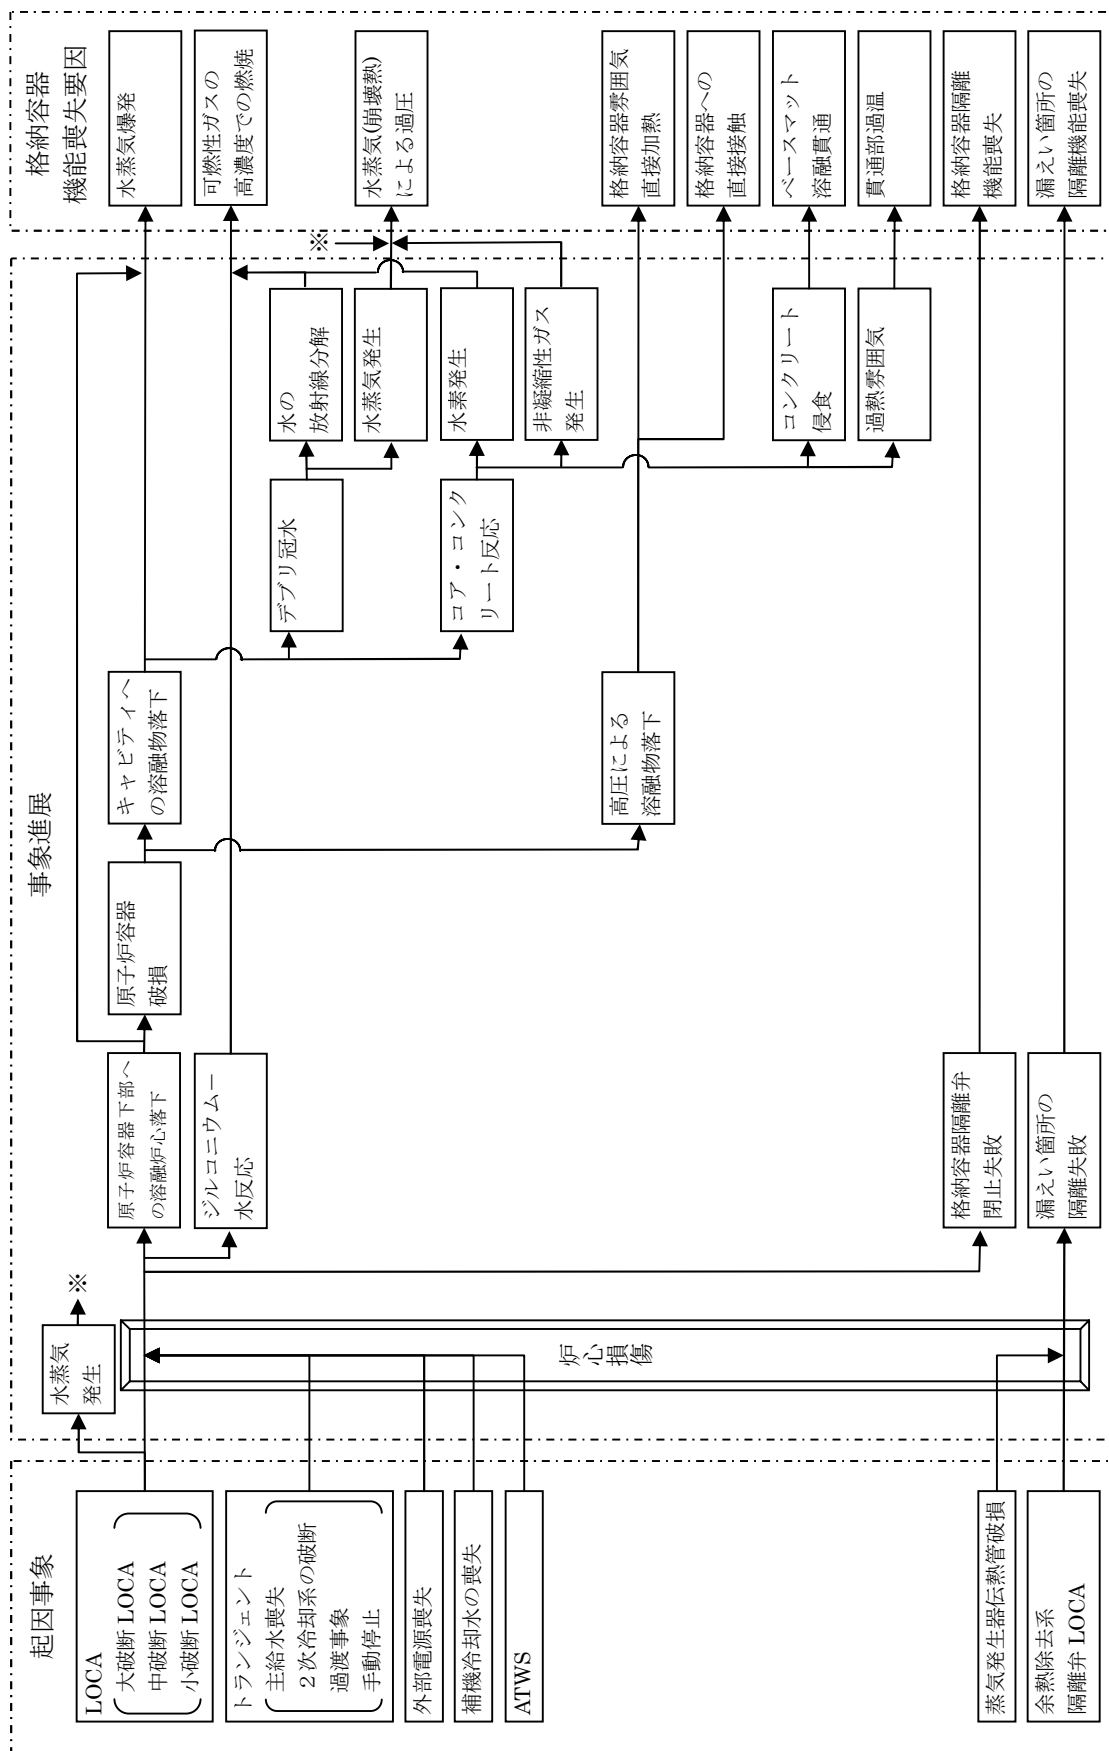 起因事象
LOCA
大破断 LOCA
中破断 LOCA
小破断 LOCA
トランジェント
主給水喪失
２次冷却系の破断
過渡事象
手動停止
外部電源喪失
補機冷却水の喪失
ATWS
蒸気発生器伝熱管破損
余熱除去系
隔離弁 LOCA
事象進展
水蒸気
発生
※
炉心損傷
原子炉容器下部へ
の溶融炉心落下
ジルコニウムー
水反応
格納容器隔離弁
閉止失敗
漏えい箇所の
隔離失敗
原子炉容器
破損
キャビティへ
の溶融物落下
高圧による
溶融物落下
デブリ冠水
コア・コンク
リート反応
水の
放射線分解
水蒸気発生
水素発生
非凝縮性ガス
発生
コンクリート
侵食
過熱雰囲気
※
格納容器
機能喪失要因
水蒸気爆発
可燃性ガスの
高濃度での燃焼
水蒸気(崩壊熱)
による過圧
格納容器雰囲気
直接加熱
格納容器への
直接接触
ベースマット
溶融貫通
貫通部過温
格納容器隔離
機能喪失
漏えい箇所の
隔離機能喪失